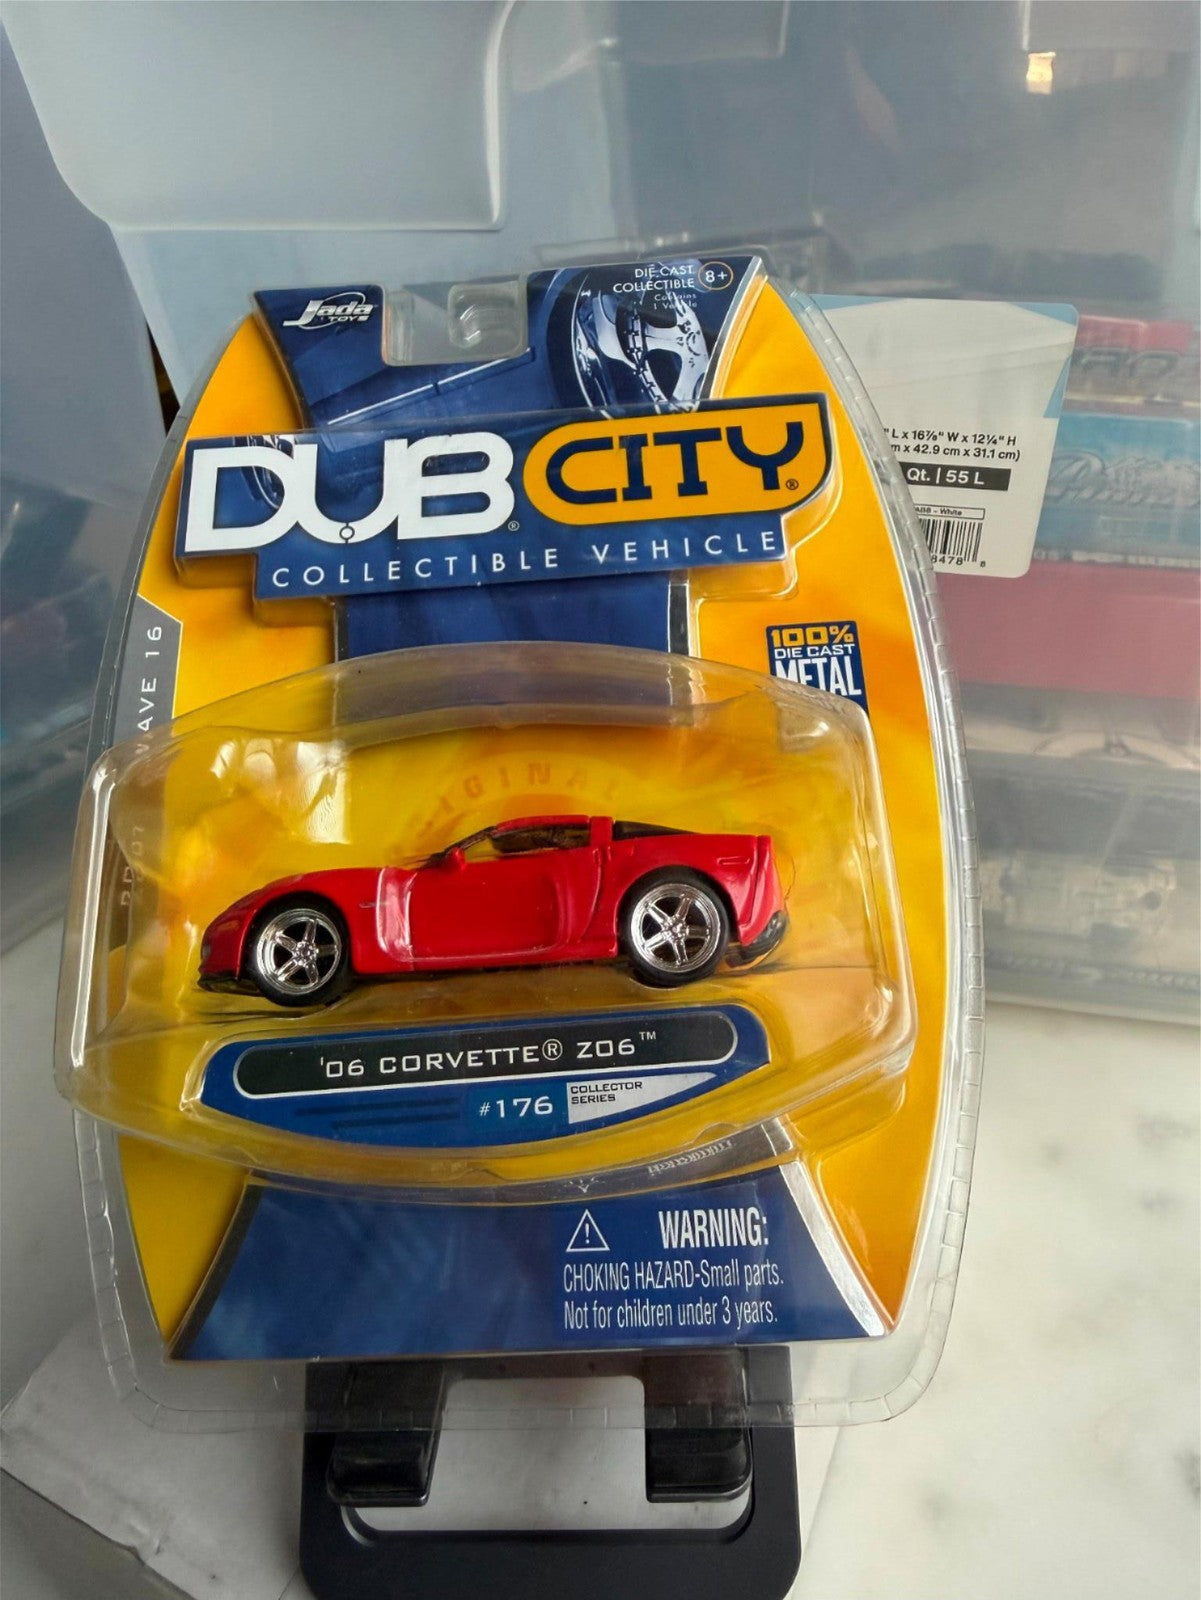 Jada
TOYS
DIE CAST
COLLECTIBLE
8+
Contains
1 Vehicle
DUB CITY®
COLLECTIBLE VEHICLE
100%
DIE CAST
METAL
WAVE 16
ORIGINAL
'06 CORVETTE® Z06™
#176
COLLECTOR
SERIES
WARNING:
CHOKING HAZARD-Small parts.
Not for children under 3 years.
" L x 16⅞" W x 12¼" H
m x 42.9 cm x 31.1 cm)
Qt. | 55 L
White
8478
8